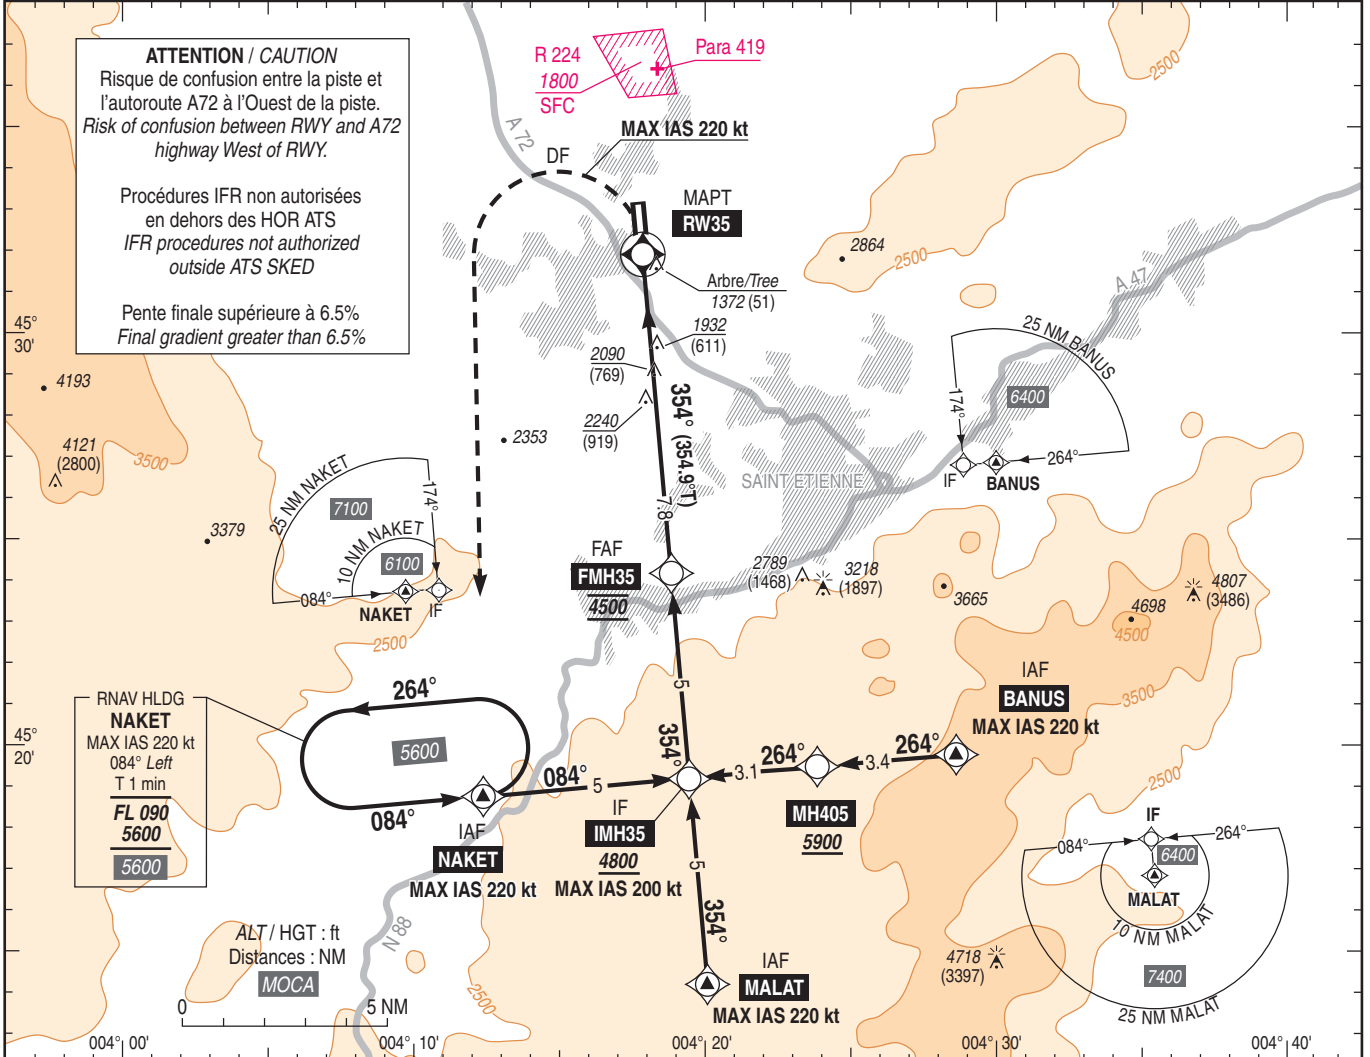 ATTENTION / CAUTION
Risque de confusion entre la piste et
l'autoroute A72 à l'Ouest de la piste.
Risk of confusion between RWY and A72
highway West of RWY.
Procédures IFR non autorisées
en dehors des HOR ATS
IFR procedures not authorized
outside ATS SKED
Pente finale supérieure à 6.5%
Final gradient greater than 6.5%
R 224
1800
SFC
Para 419
A 72
MAX IAS 220 kt
DF
MAPT
RW35
Arbre/Tree
1372 (51)
1932
(611)
2090
(769)
2240
(919)
2864
2500
2500
A 47
45°
30'
4193
4121
(2800)
3500
3379
2353
354° (354.9°T)
7.8
SAINT ETIENNE
25 NM BANUS
6400
174°
264°
IF
BANUS
25 NM NAKET
7100
10 NM NAKET
6100
174°
084°
NAKET
IF
2500
FAF
FMH35
4500
2789
(1468)
3218
(1897)
3665
4698
4500
4807
(3486)
3500
2500
RNAV HLDG
NAKET
MAX IAS 220 kt
084° Left
T 1 min
FL 090
5600
5600
264°
5600
084°
IAF
NAKET
MAX IAS 220 kt
084°
5
5
354°
IF
IMH35
4800
MAX IAS 200 kt
3.1
264°
3.4
264°
MH405
5900
IAF
BANUS
MAX IAS 220 kt
45°
20'
5
354°
IAF
MALAT
MAX IAS 220 kt
IF
084°
264°
6400
MALAT
10 NM MALAT
7400
25 NM MALAT
4718
(3397)
N 88
2500
ALT / HGT : ft
Distances : NM
MOCA
0
5 NM
004° 00'
004° 10'
004° 20'
004° 30'
004° 40'